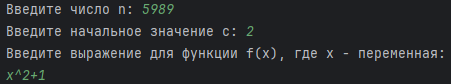 Введите число n: 5989
Введите начальное значение c: 2
Введите выражение для функции f(x), где x - переменная:
x^2+1